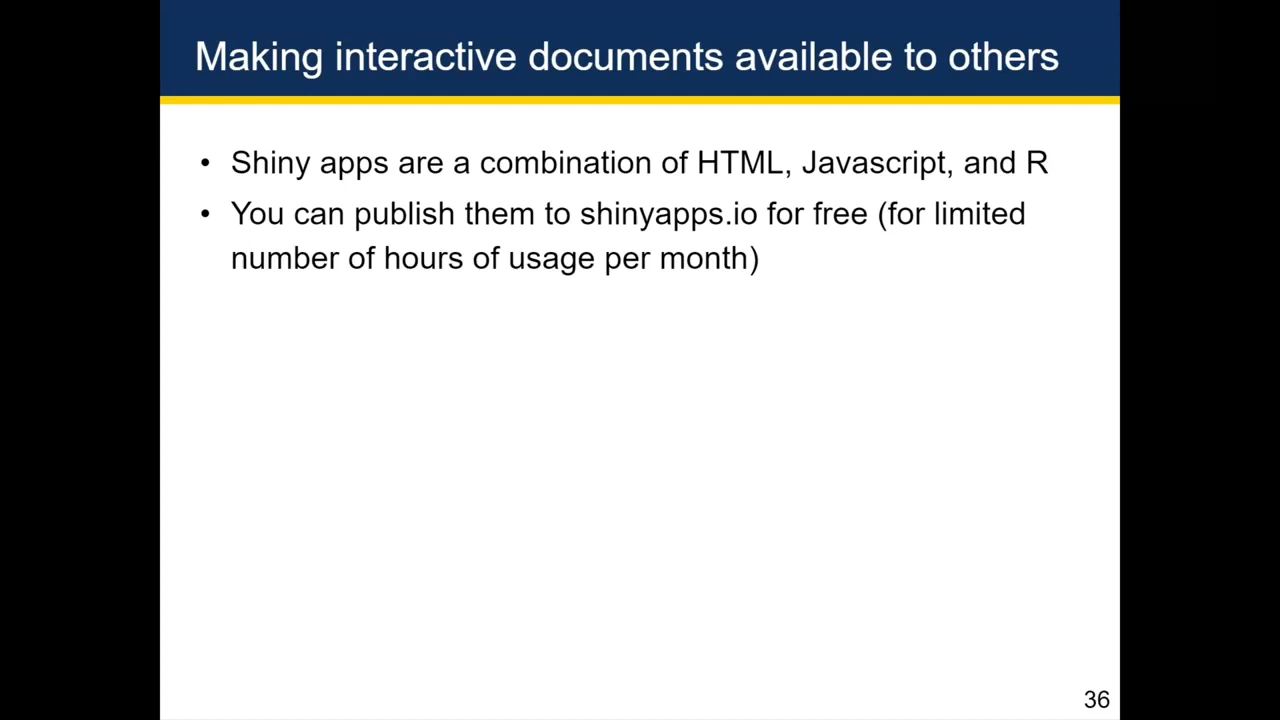 Making interactive documents available to others
• Shiny apps are a combination of HTML, Javascript, and R
• You can publish them to shinyapps.io for free (for limited
number of hours of usage per month)
36